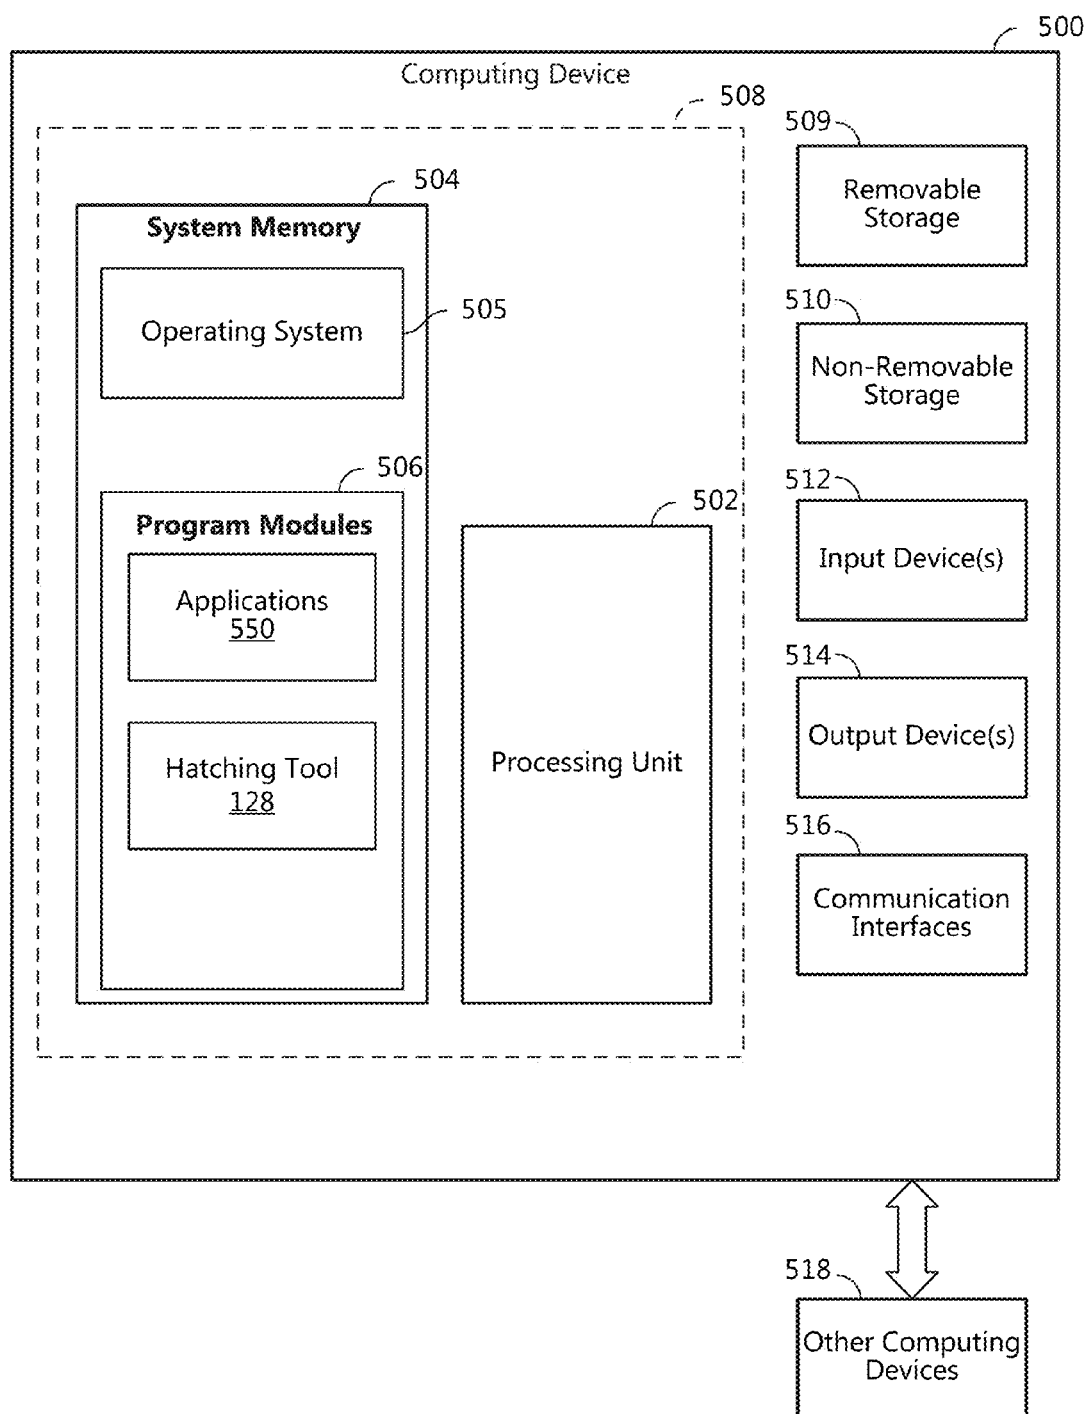 500
Computing Device
508
504
System Memory
Operating System
505
506
Program Modules
Applications
550
Hatching Tool
128
502
Processing Unit
509
Removable
Storage
510
Non-Removable
Storage
512
Input Device(s)
514
Output Device(s)
516
Communication
Interfaces
518
Other Computing
Devices